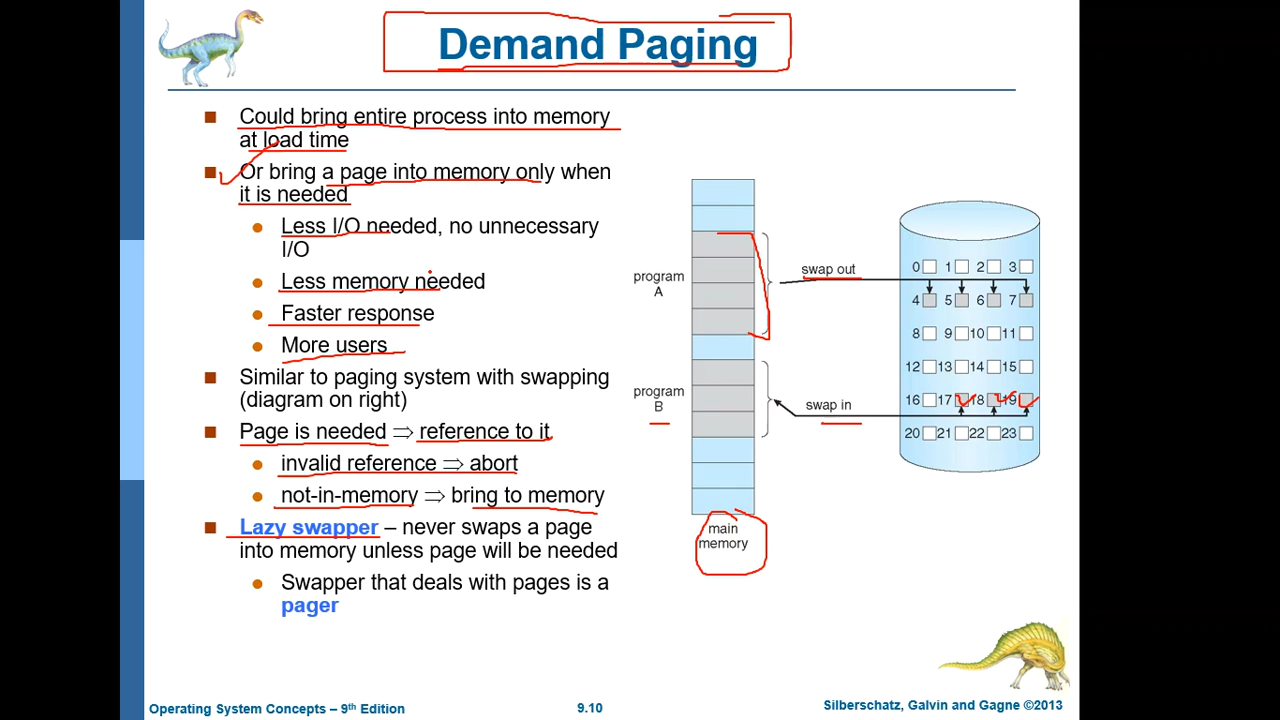 Demand Paging
Could bring entire process into memory
at load time
Or bring a page into memory only when
it is needed
Less I/O needed, no unnecessary
I/O
Less memory needed
Faster response
More users
Similar to paging system with swapping
(diagram on right)
Page is needed ⇒ reference to it
invalid reference ⇒ abort
not-in-memory ⇒ bring to memory
Lazy swapper – never swaps a page
into memory unless page will be needed
Swapper that deals with pages is a
pager
program
A
program
B
main
memory
swap out
swap in
0 1 2 3
4 5 6 7
8 9 10 11
12 13 14 15
16 17 18 19
20 21 22 23
Operating System Concepts – 9th Edition
9.10
Silberschatz, Galvin and Gagne ©2013